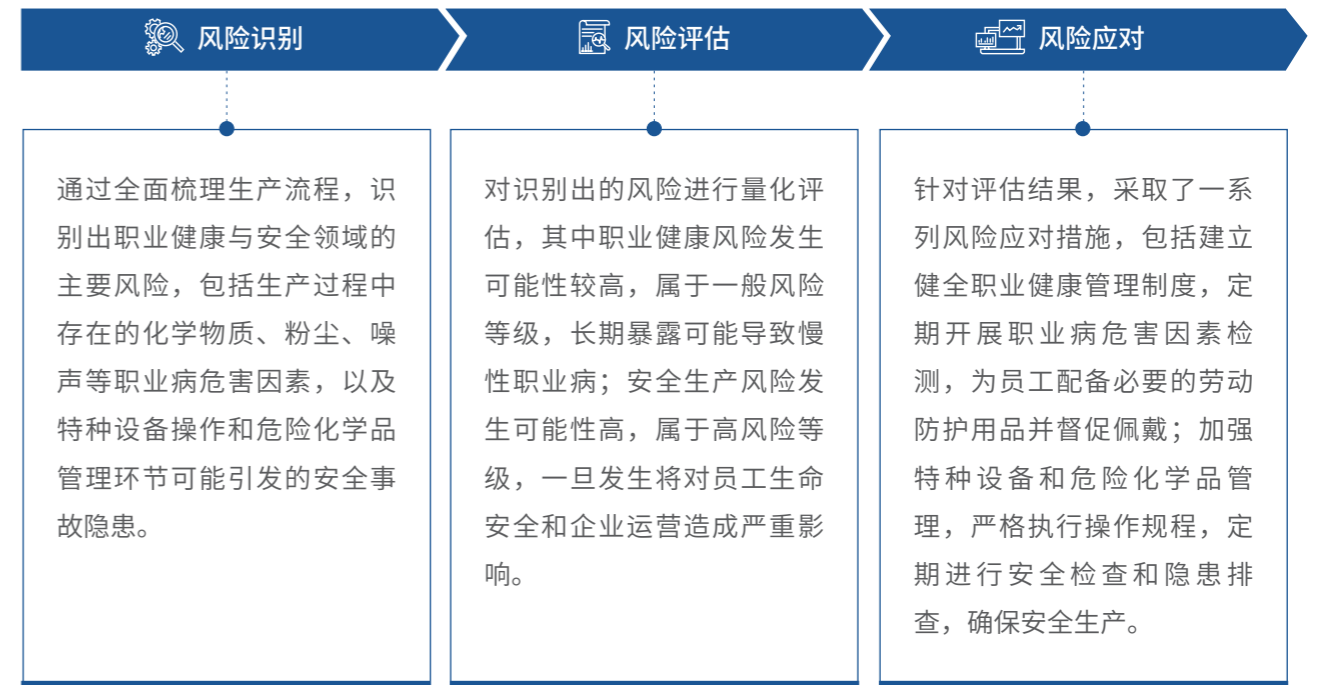 风险识别
风险评估
风险应对
通过全面梳理生产流程，识
别出职业健康与安全领域的
主要风险，包括生产过程中
存在的化学物质、粉尘、噪
声等职业病危害因素，以及
特种设备操作和危险化学品
管理环节可能引发的安全事
故隐患。
对识别出的风险进行量化评
估，其中职业健康风险发生
可能性较高，属于一般风险
等级，长期暴露可能导致慢
性职业病；安全生产风险发
生可能性高，属于高风险等
级，一旦发生将对员工生命
安全和企业运营造成严重影
响。
针对评估结果，采取了一系
列风险应对措施，包括建立
健全职业健康管理制度，定
期开展职业病危害因素检
测，为员工配备必要的劳动
防护用品并督促佩戴；加强
特种设备和危险化学品管
理，严格执行操作规程，定
期进行安全检查和隐患排
查，确保安全生产。